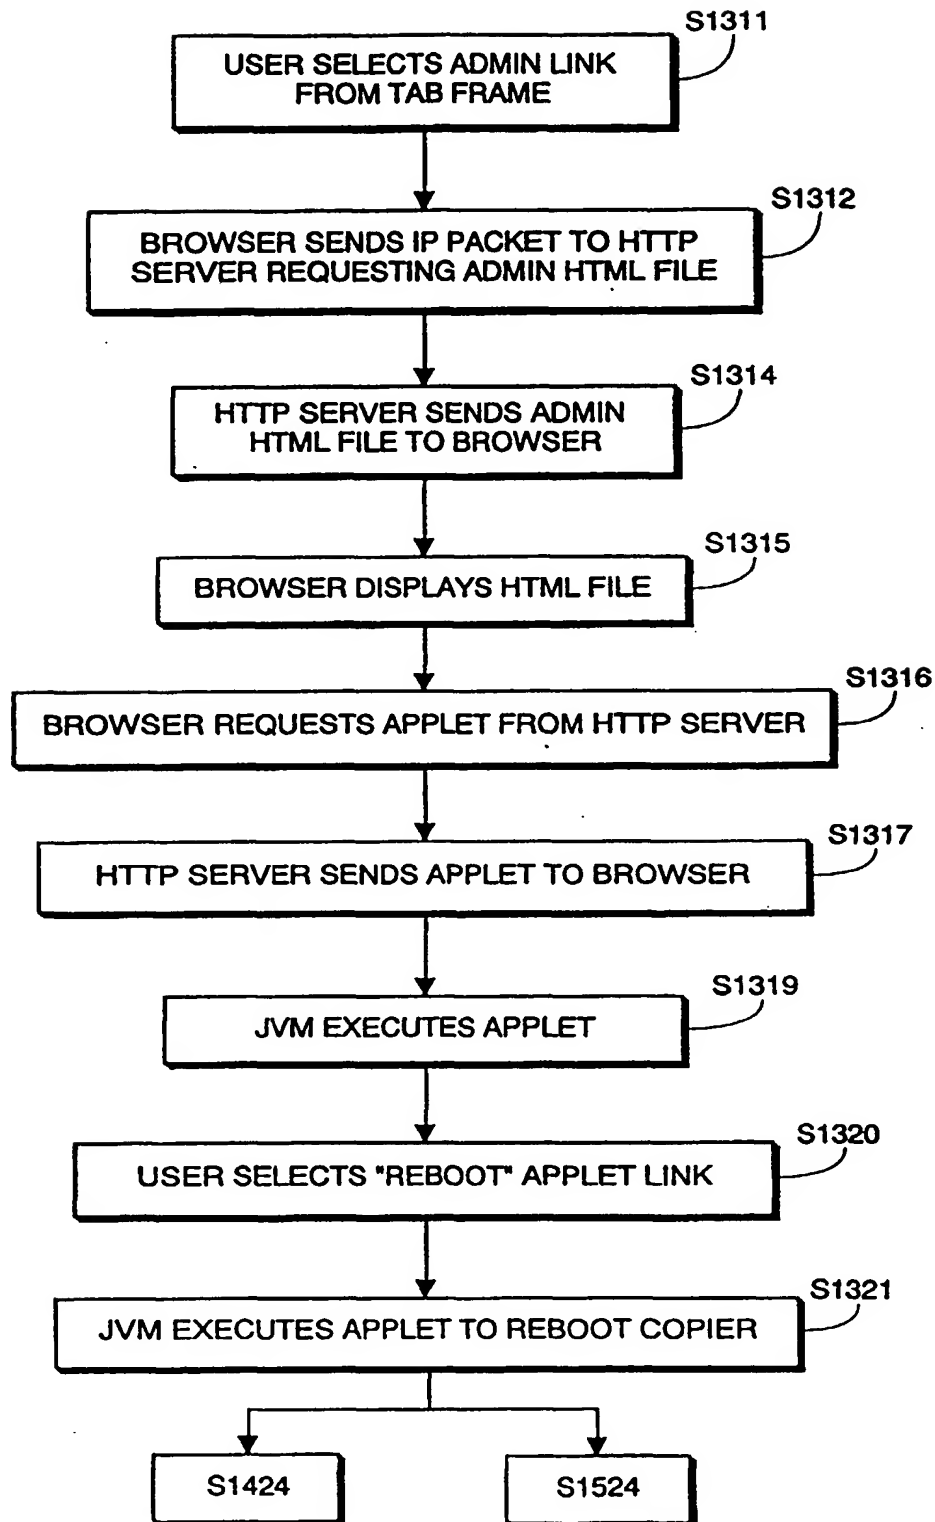 S1311
USER SELECTS ADMIN LINK
FROM TAB FRAME
S1312
BROWSER SENDS IP PACKET TO HTTP
SERVER REQUESTING ADMIN HTML FILE
S1314
HTTP SERVER SENDS ADMIN
HTML FILE TO BROWSER
S1315
BROWSER DISPLAYS HTML FILE
S1316
BROWSER REQUESTS APPLET FROM HTTP SERVER
S1317
HTTP SERVER SENDS APPLET TO BROWSER
S1319
JVM EXECUTES APPLET
S1320
USER SELECTS "REBOOT" APPLET LINK
S1321
JVM EXECUTES APPLET TO REBOOT COPIER
S1424
S1524